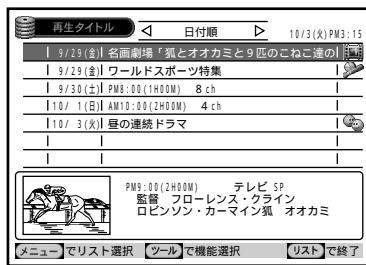 再生タイトル ◁ 日付順 ▷ 10/3(火)PM3:15
9/29(金) 名画劇場「狐とオオカミと9匹のこねこ達の
9/29(金) ワールドスポーツ特集
9/30(土) PM8:00(1H00M) 8ch
10/ 1(日) AM10:00(2H00M) 4ch
10/ 3(火) 昼の連続ドラマ
PM9:00(2H00M) テレビ SP
監督 フローレンス・クライン
ロビンソン・カーマイン狐 オオカミ
メニューでリスト選択 ツールで機能選択 リストで終了